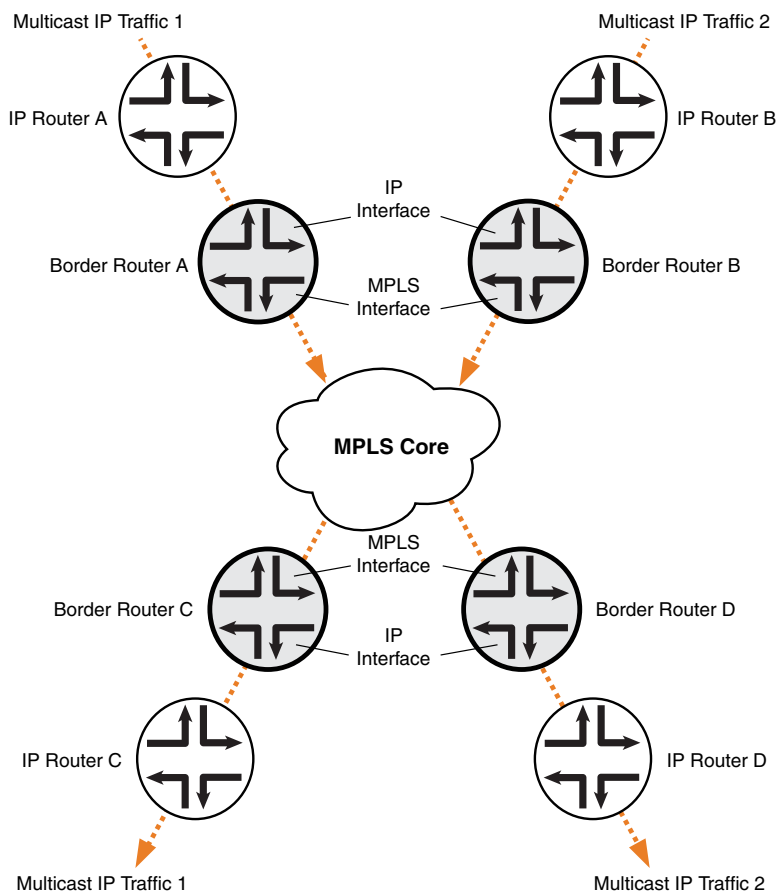 Multicast IP Traffic 1
Multicast IP Traffic 2
IP Router A
IP Router B
IP
Interface
Border Router A
Border Router B
MPLS
Interface
MPLS Core
MPLS
Interface
Border Router C
Border Router D
IP
Interface
IP Router C
IP Router D
Multicast IP Traffic 1
Multicast IP Traffic 2